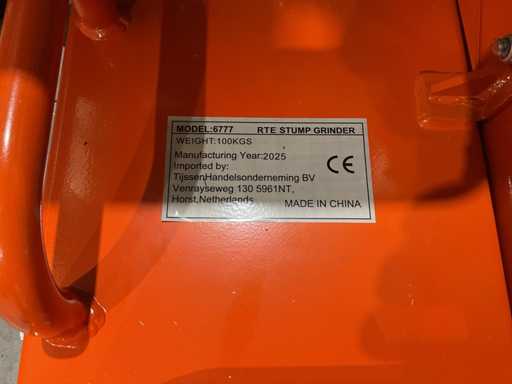 MODEL:6777 RTE STUMP GRINDER
WEIGHT:100KGS
Manufacturing Year:2025
Imported by:
TijssenHandelsonderneming BV
Venrayseweg 130 5961NT,
Horst,Netherlands
MADE IN CHINA
CE